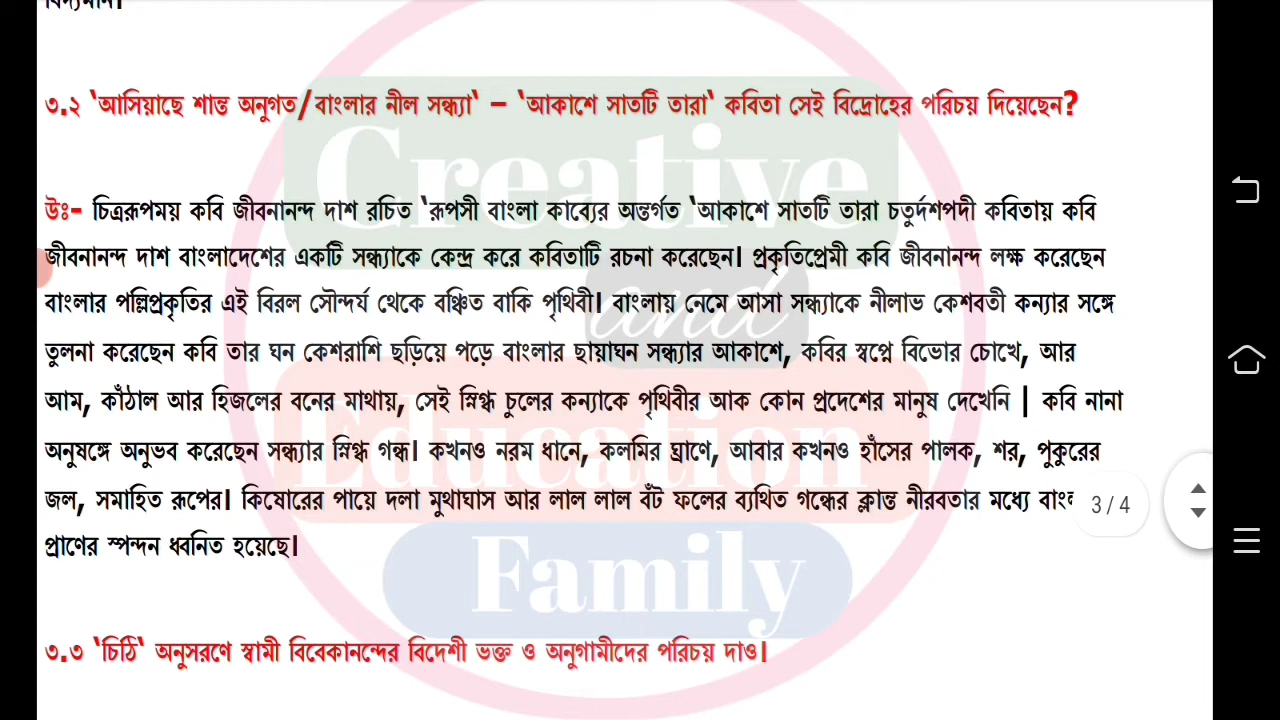 ৩.২ 'আসিয়াছে শান্ত অনুগত/বাংলার নীল সন্ধ্যা' – 'আকাশে সাতটি তারা' কবিতা সেই বিদ্রোহের পরিচয় দিয়েছেন?
উঃ- চিত্ররূপময় কবি জীবনানন্দ দাশ রচিত 'রূপসী বাংলা কাব্যের অন্তর্গত 'আকাশে সাতটি তারা চতুর্দশপদী কবিতায় কবি
জীবনানন্দ দাশ বাংলাদেশের একটি সন্ধ্যাকে কেন্দ্র করে কবিতাটি রচনা করেছেন। প্রকৃতিপ্রেমী কবি জীবনানন্দ লক্ষ করেছেন
বাংলার পল্লিপ্রকৃতির এই বিরল সৌন্দর্য থেকে বঞ্চিত বাকি পৃথিবী। বাংলায় নেমে আসা সন্ধ্যাকে নীলাভ কেশবতী কন্যার সঙ্গে
তুলনা করেছেন কবি তার ঘন কেশরাশি ছড়িয়ে পড়ে বাংলার ছায়াঘন সন্ধ্যার আকাশে, কবির স্বপ্নে বিভোর চোখে, আর
আম, কাঁঠাল আর হিজলের বনের মাথায়, সেই স্নিগ্ধ চুলের কন্যাকে পৃথিবীর আক কোন প্রদেশের মানুষ দেখেনি | কবি নানা
অনুষঙ্গে অনুভব করেছেন সন্ধ্যার স্নিগ্ধ গন্ধ। কখনও নরম ধানে, কলমির ঘ্রাণে, আবার কখনও হাঁসের পালক, শর, পুকুরের
জল, সমাহিত রূপের। কিষোরের পায়ে দলা মুথাঘাস আর লাল লাল বঁট ফলের ব্যথিত গন্ধের ক্লান্ত নীরবতার মধ্যে
প্রাণের স্পন্দন ধ্বনিত হয়েছে।
৩.৩ 'চিঠি' অনুসরণে স্বামী বিবেকানন্দের বিদেশী ভক্ত ও অনুগামীদের পরিচয় দাও।
Creative
and
Education
Family
3 / 4